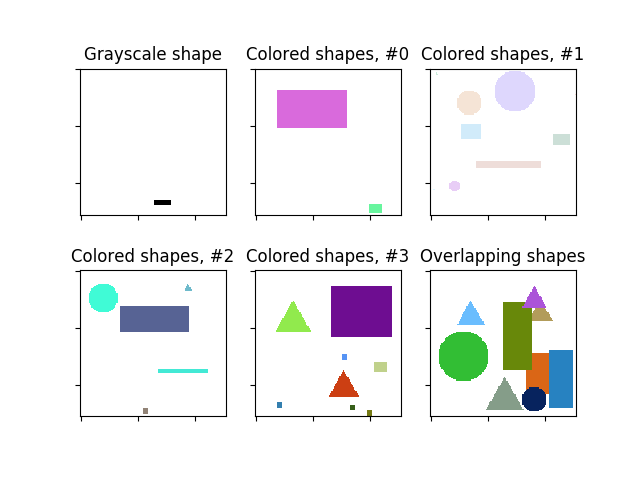 Grayscale shape
Colored shapes, #0
Colored shapes, #1
Colored shapes, #2
Colored shapes, #3
Overlapping shapes